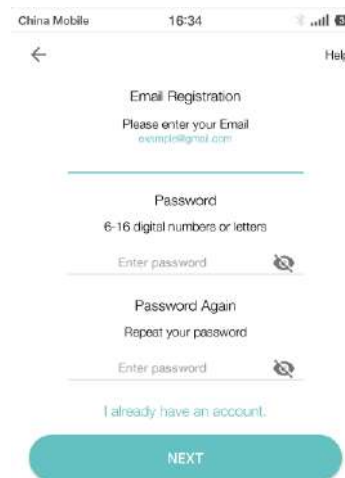 China Mobile 16:34
Help
Email Registration
Please enter your Email
example@gmail.com
Password
6-16 digital numbers or letters
Enter password
Password Again
Repeat your password
Enter password
I already have an account.
NEXT